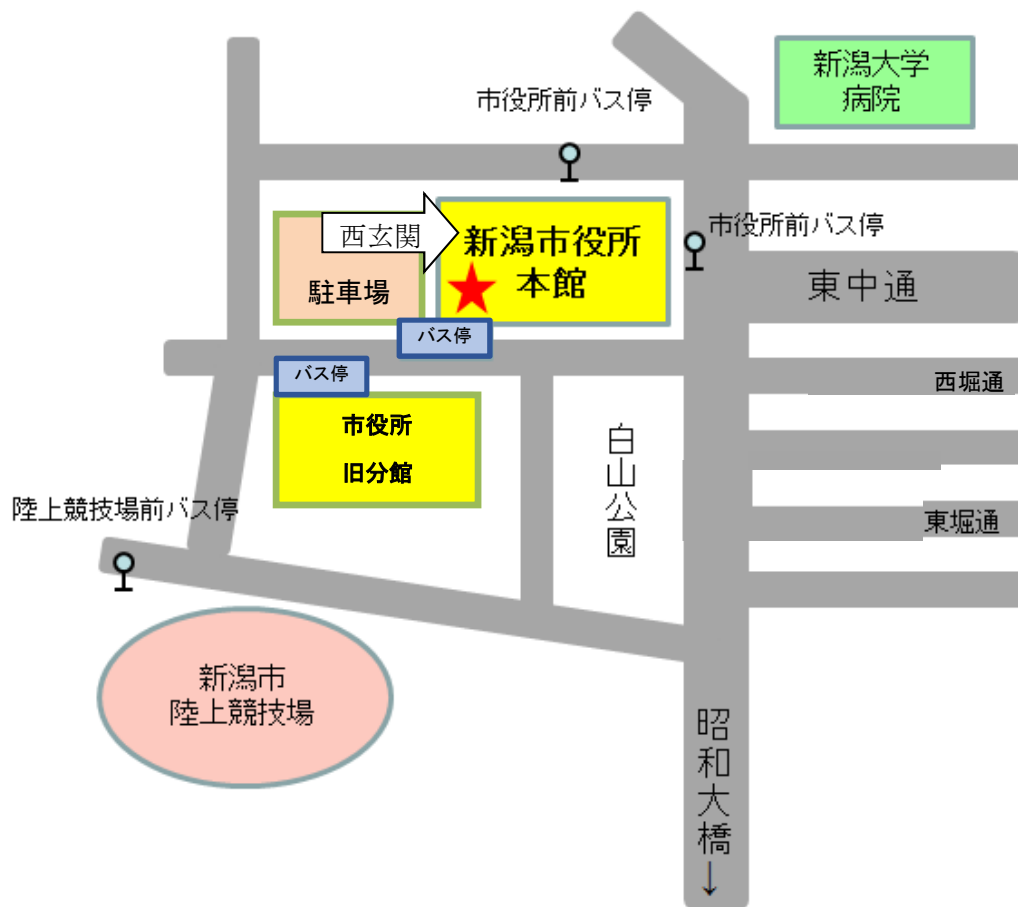 新潟大学
病院
市役所前バス停
西玄関
新潟市役所
本館
市役所前バス停
東中通
駐車場
バス停
バス停
西堀通
市役所
旧分館
白山公園
陸上競技場前バス停
東堀通
新潟市
陸上競技場
昭和大橋↓